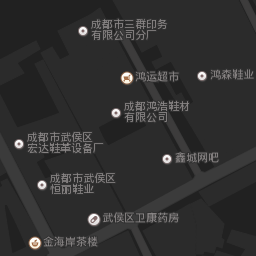 成都市三群印务
有限公司分厂
鸿运超市
鸿森鞋业
成都鸿浩鞋材
有限公司
成都市武侯区
宏达鞋革设备厂
鑫城网吧
成都市武侯区
恒丽鞋业
武侯区卫康药房
金海岸茶楼